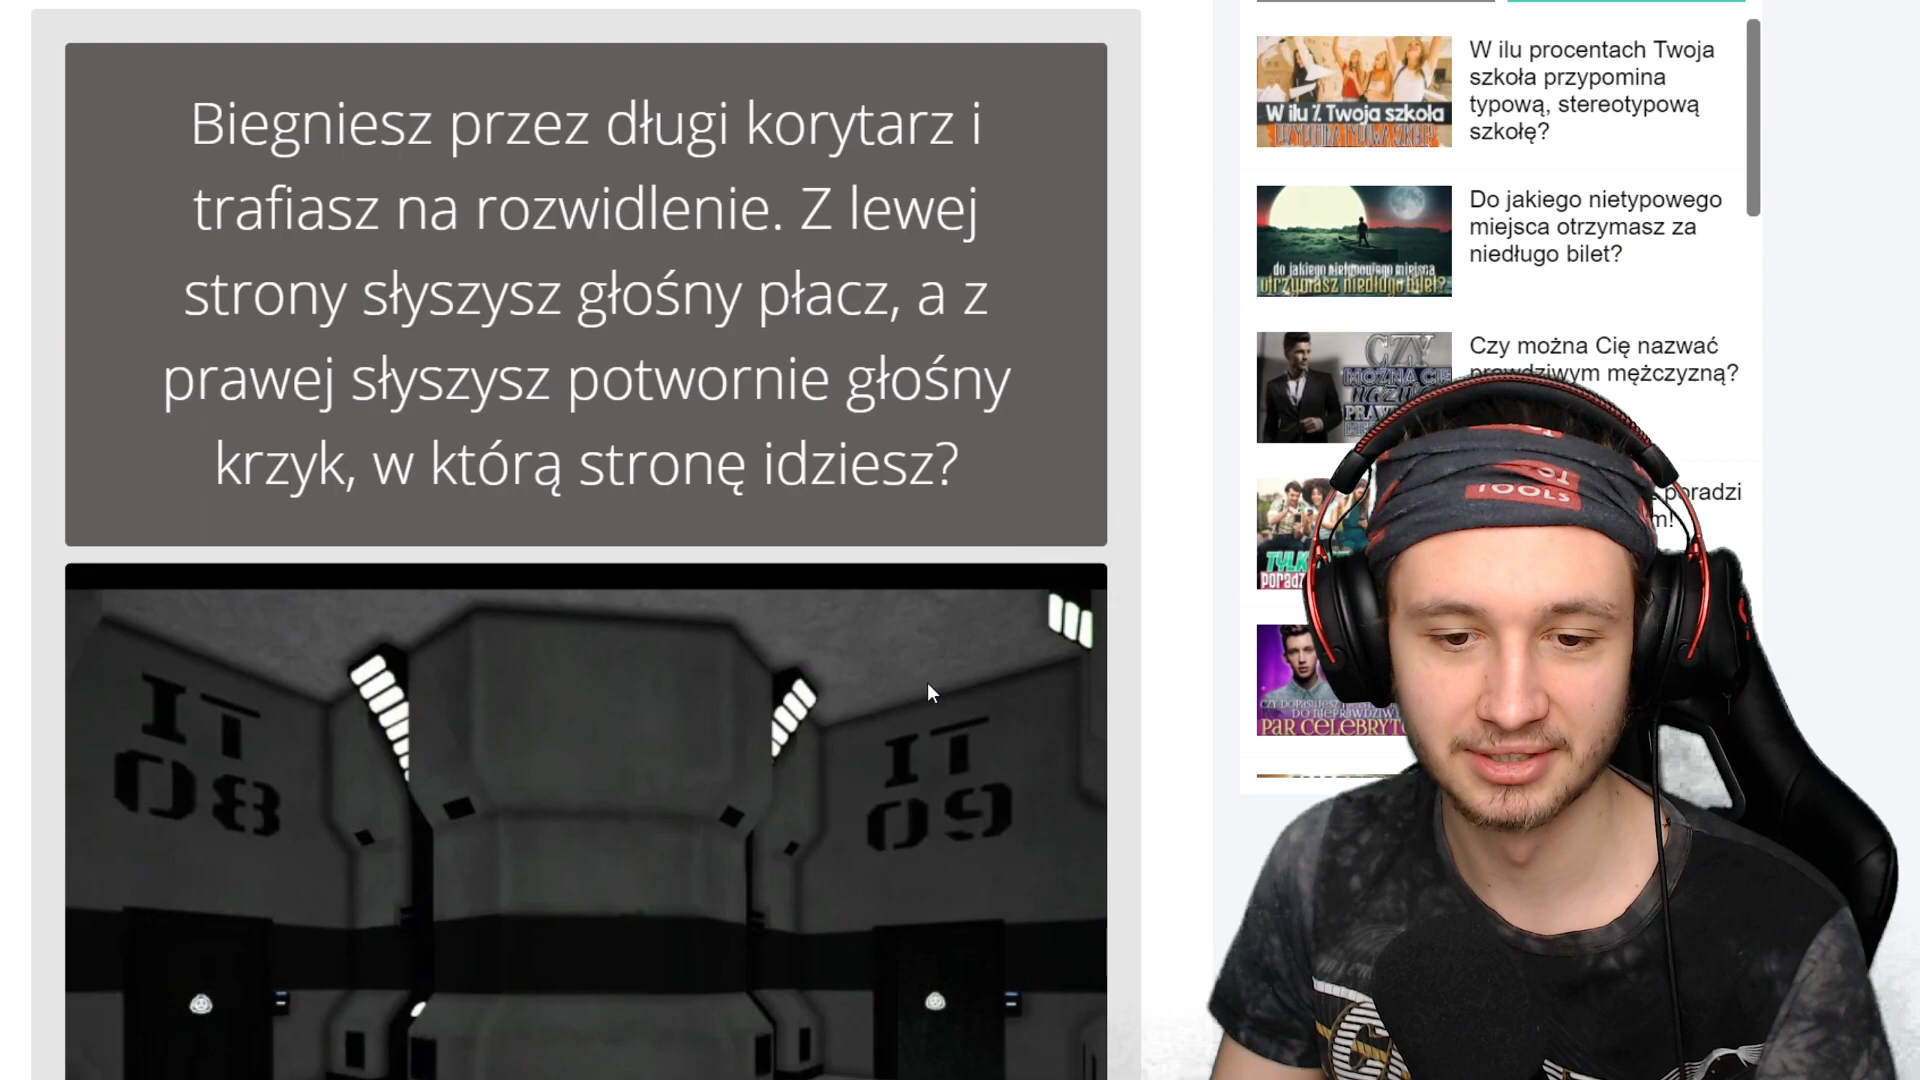 Biegniesz przez długi korytarz i
trafiasz na rozwidlenie. Z lewej
strony słyszysz głośny płacz, a z
prawej słyszysz potwornie głośny
krzyk, w którą stronę idziesz?
IT
08
IT
09
W ilu % Twoja szkoła
W ilu procentach Twoja
szkoła przypomina
typową, stereotypową
szkołę?
do jakiego nietypowego miejsca
otrzymasz niedługo bilet?
Do jakiego nietypowego
miejsca otrzymasz za
niedługo bilet?
CZY
MOŻNA CIĘ
Czy można Cię nazwać
prawdziwym mężczyzną?
poradzi
m!
TOOLS
DO NIEPRAWDZIW
PAR CELEBRYT